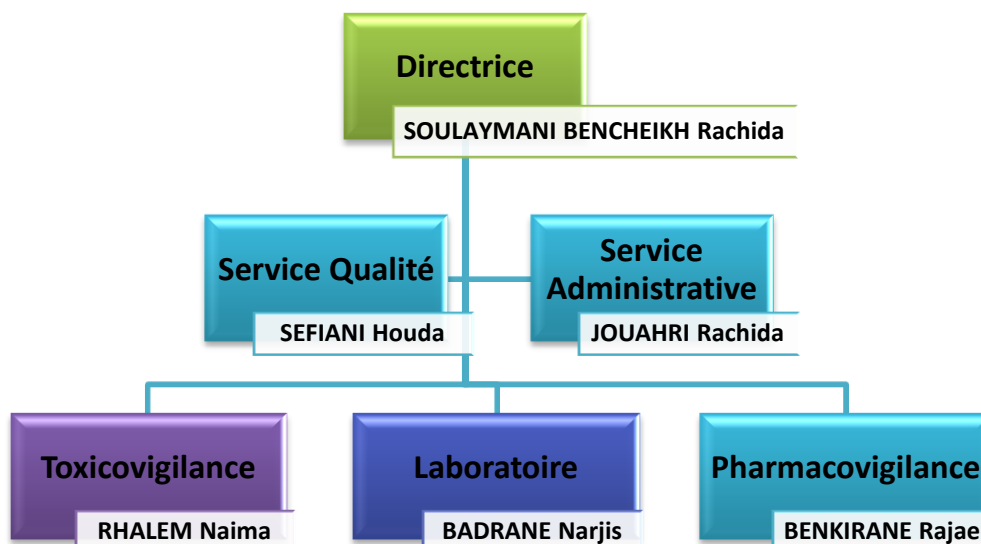 Directrice
SOULAYMANI BENCHEIKH Rachida
Service Qualité
SEFIANI Houda
Service
Administrative
JOUAHRI Rachida
Toxicovigilance
RHALEM Naima
Laboratoire
BADRANE Narjis
Pharmacovigilance
BENKIRANE Rajae